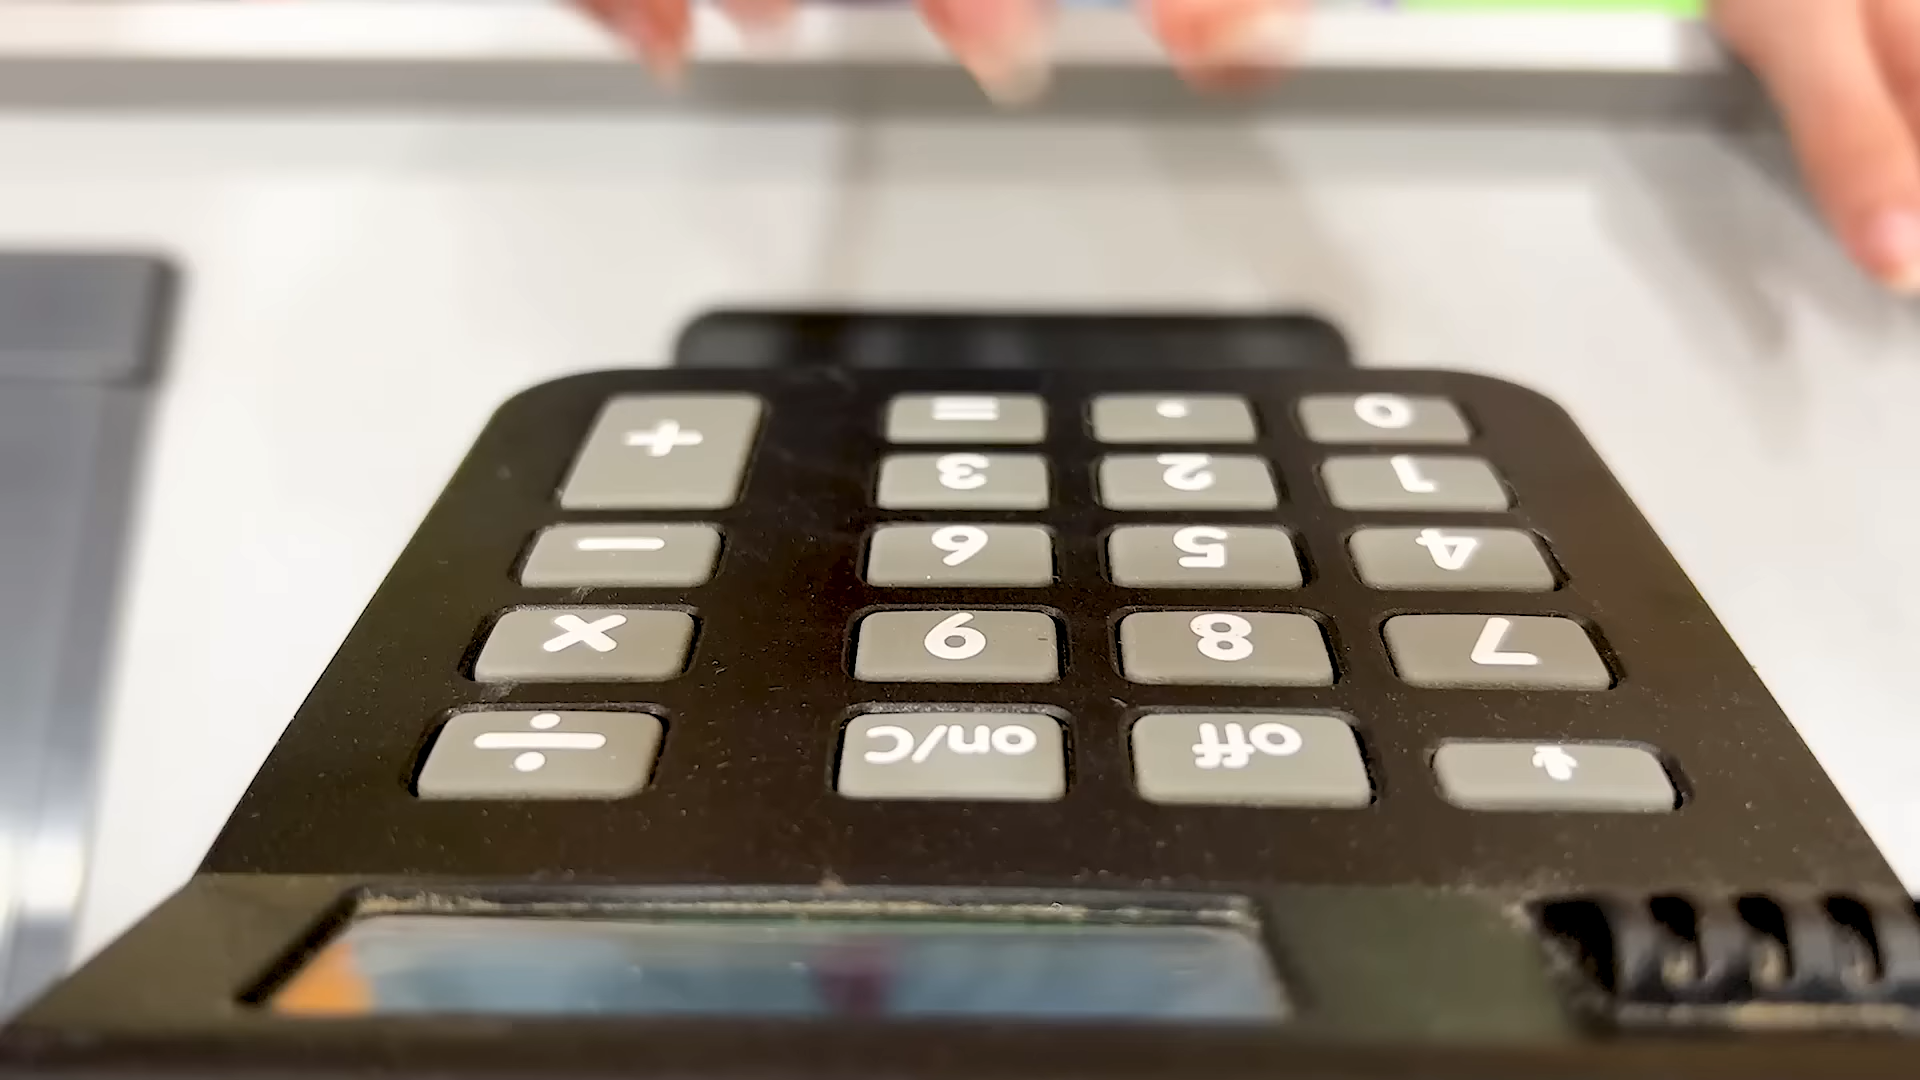 → off on/C ÷
7 8 9 ×
4 5 6 −
1 2 3 +
0 . =